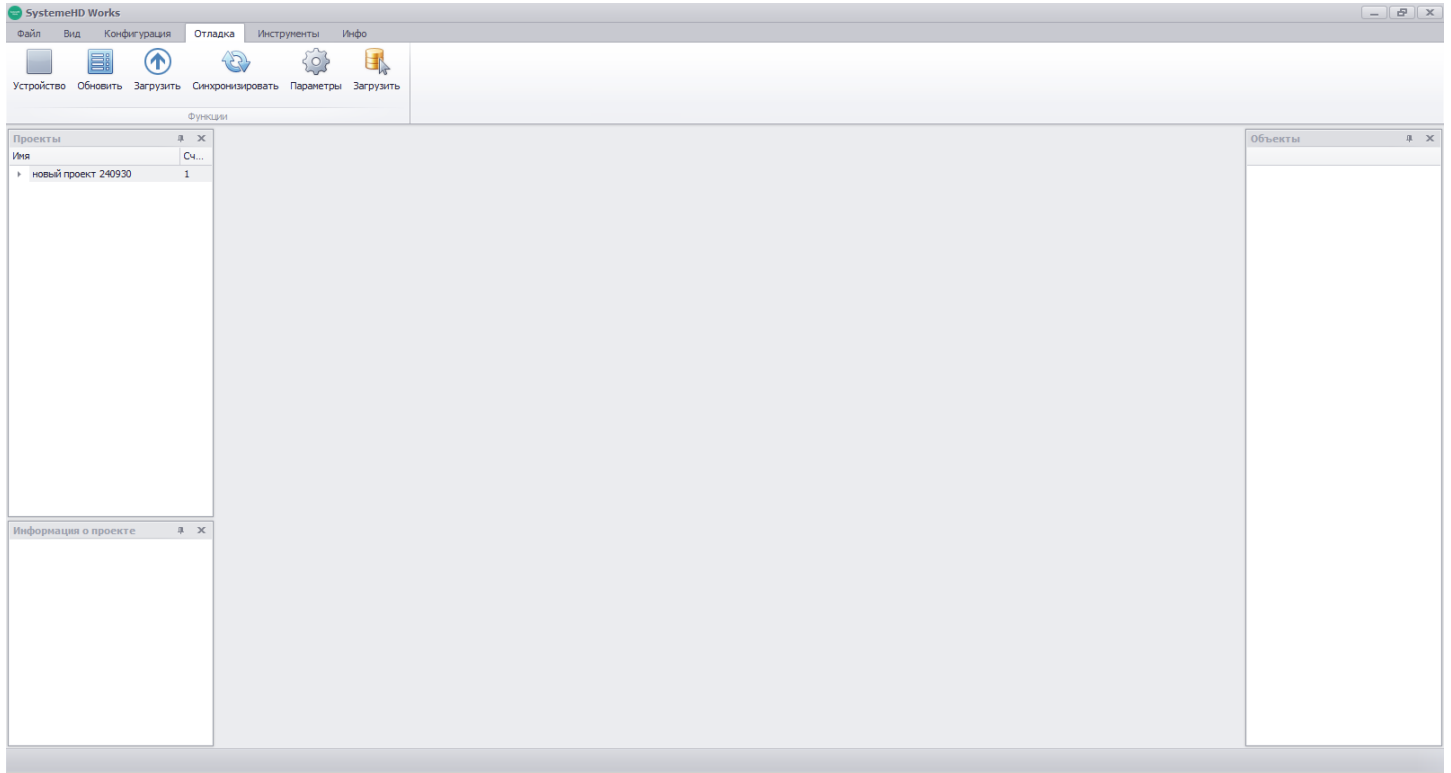 SystemeHD Works
Файл Вид Конфигурация Отладка Инструменты Инфо
Устройство Обновить Загрузить Синхронизировать Параметры Загрузить
Функции
Проекты
Имя Сч...
новый проект 240930 1
Информация о проекте
Объекты